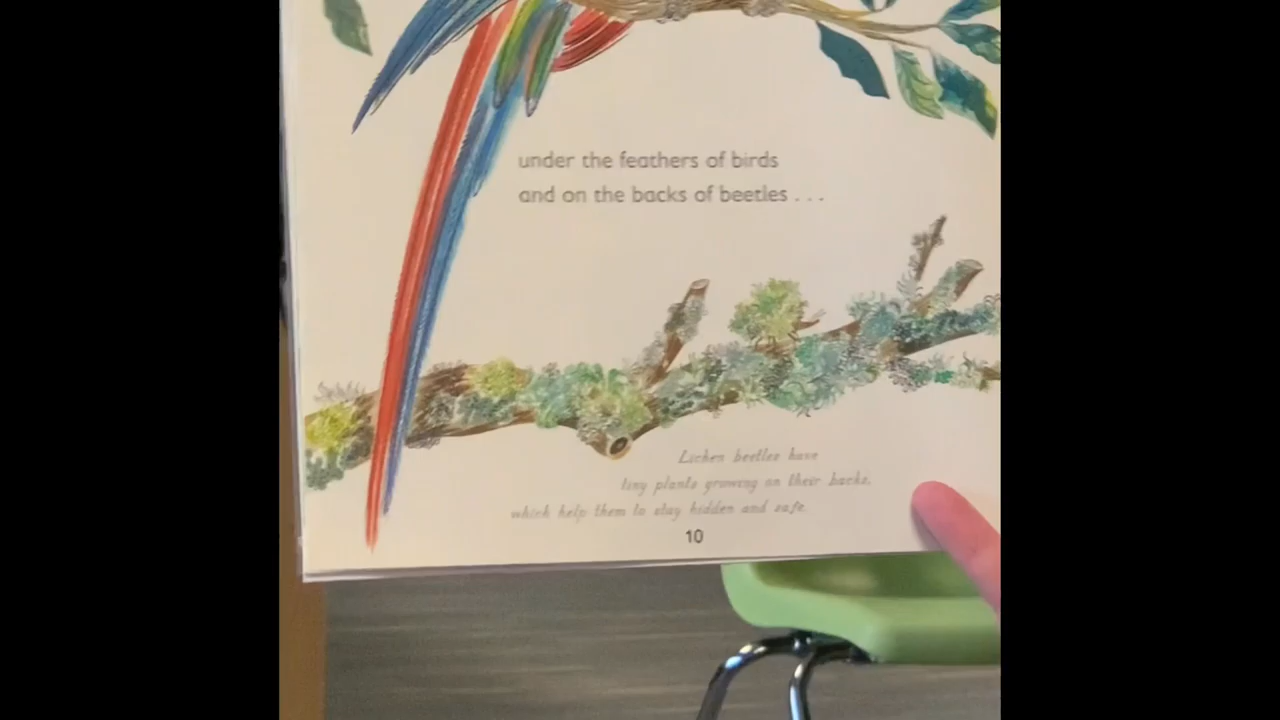 under the feathers of birds
and on the backs of beetles . . .
Lichen beetles have
tiny plants growing on their backs,
which help them to stay hidden and safe.
10